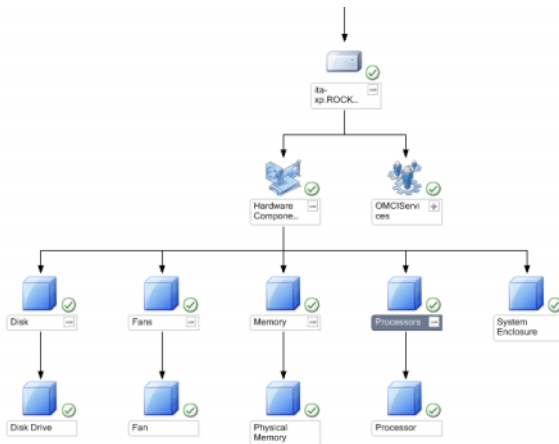 ita-
xp.ROCK...
Hardware
Compone...
OMCIServi
ces
Disk
Fans
Memory
Processors
System
Enclosure
Disk Drive
Fan
Physical
Memory
Processor